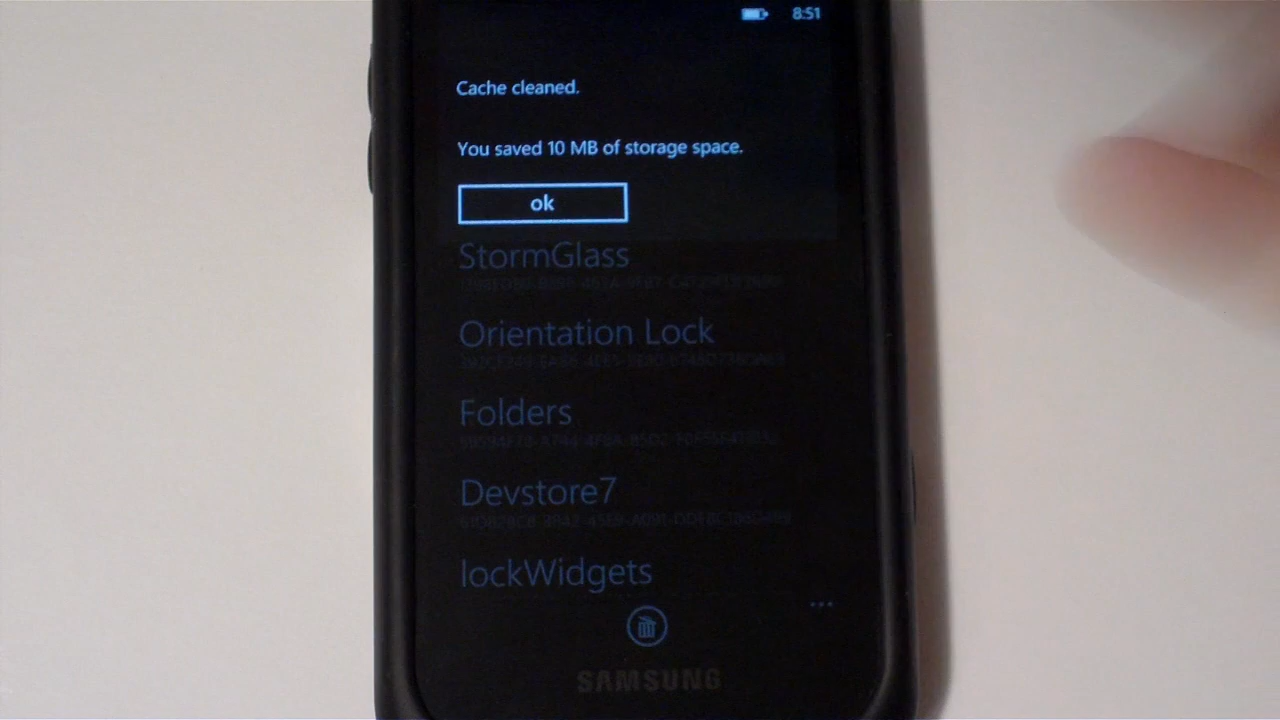 8:51
Cache cleaned.
You saved 10 MB of storage space.
ok
StormGlass
Orientation Lock
Folders
Devstore7
lockWidgets
SAMSUNG